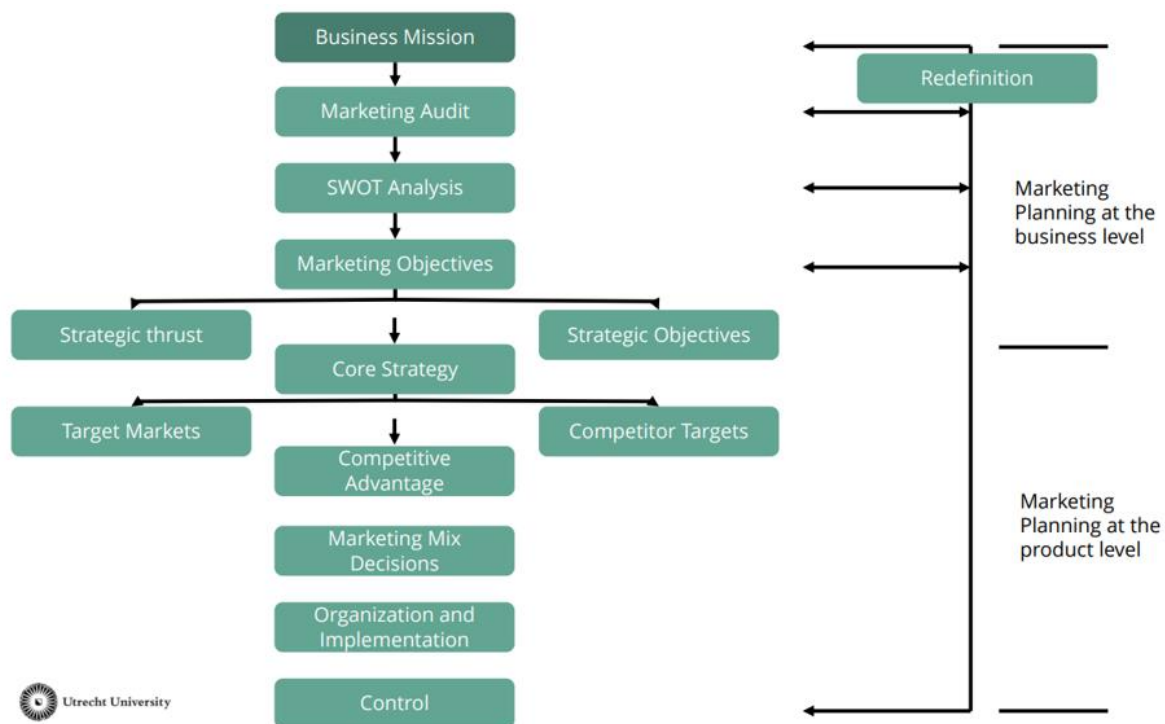 Business Mission
Redefinition
Marketing Audit
SWOT Analysis
Marketing
Planning at the
business level
Marketing Objectives
Strategic thrust
Strategic Objectives
Core Strategy
Target Markets
Competitor Targets
Competitive
Advantage
Marketing
Planning at the
product level
Marketing Mix
Decisions
Organization and
Implementation
Control
Utrecht University